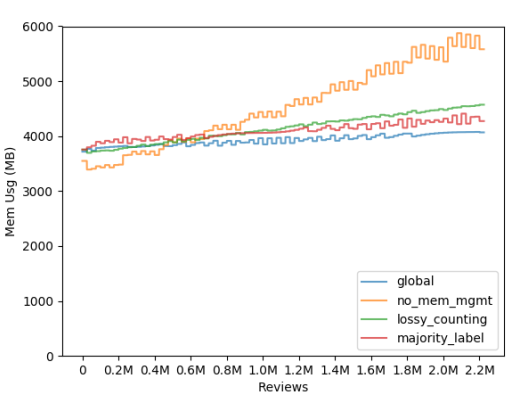 6000
5000
4000
3000
2000
1000
0
Mem Usg (MB)
global
no_mem_mgmt
lossy_counting
majority_label
0 0.2M 0.4M 0.6M 0.8M 1.0M 1.2M 1.4M 1.6M 1.8M 2.0M 2.2M
Reviews